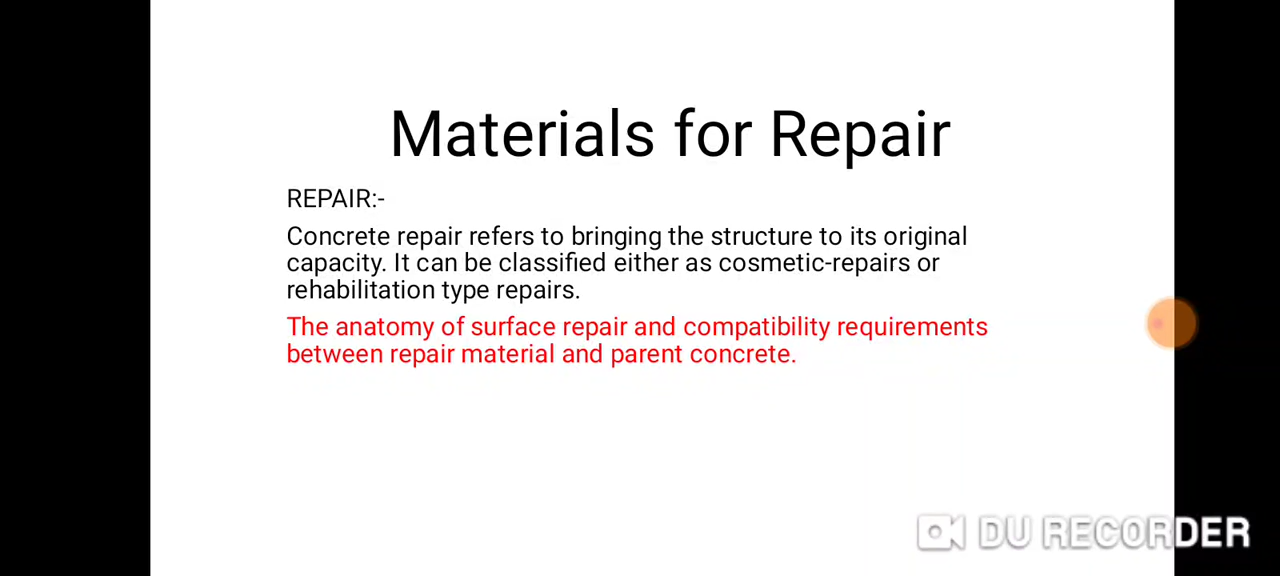 Materials for Repair
REPAIR:-
Concrete repair refers to bringing the structure to its original
capacity. It can be classified either as cosmetic-repairs or
rehabilitation type repairs.
The anatomy of surface repair and compatibility requirements
between repair material and parent concrete.
DU RECORDER